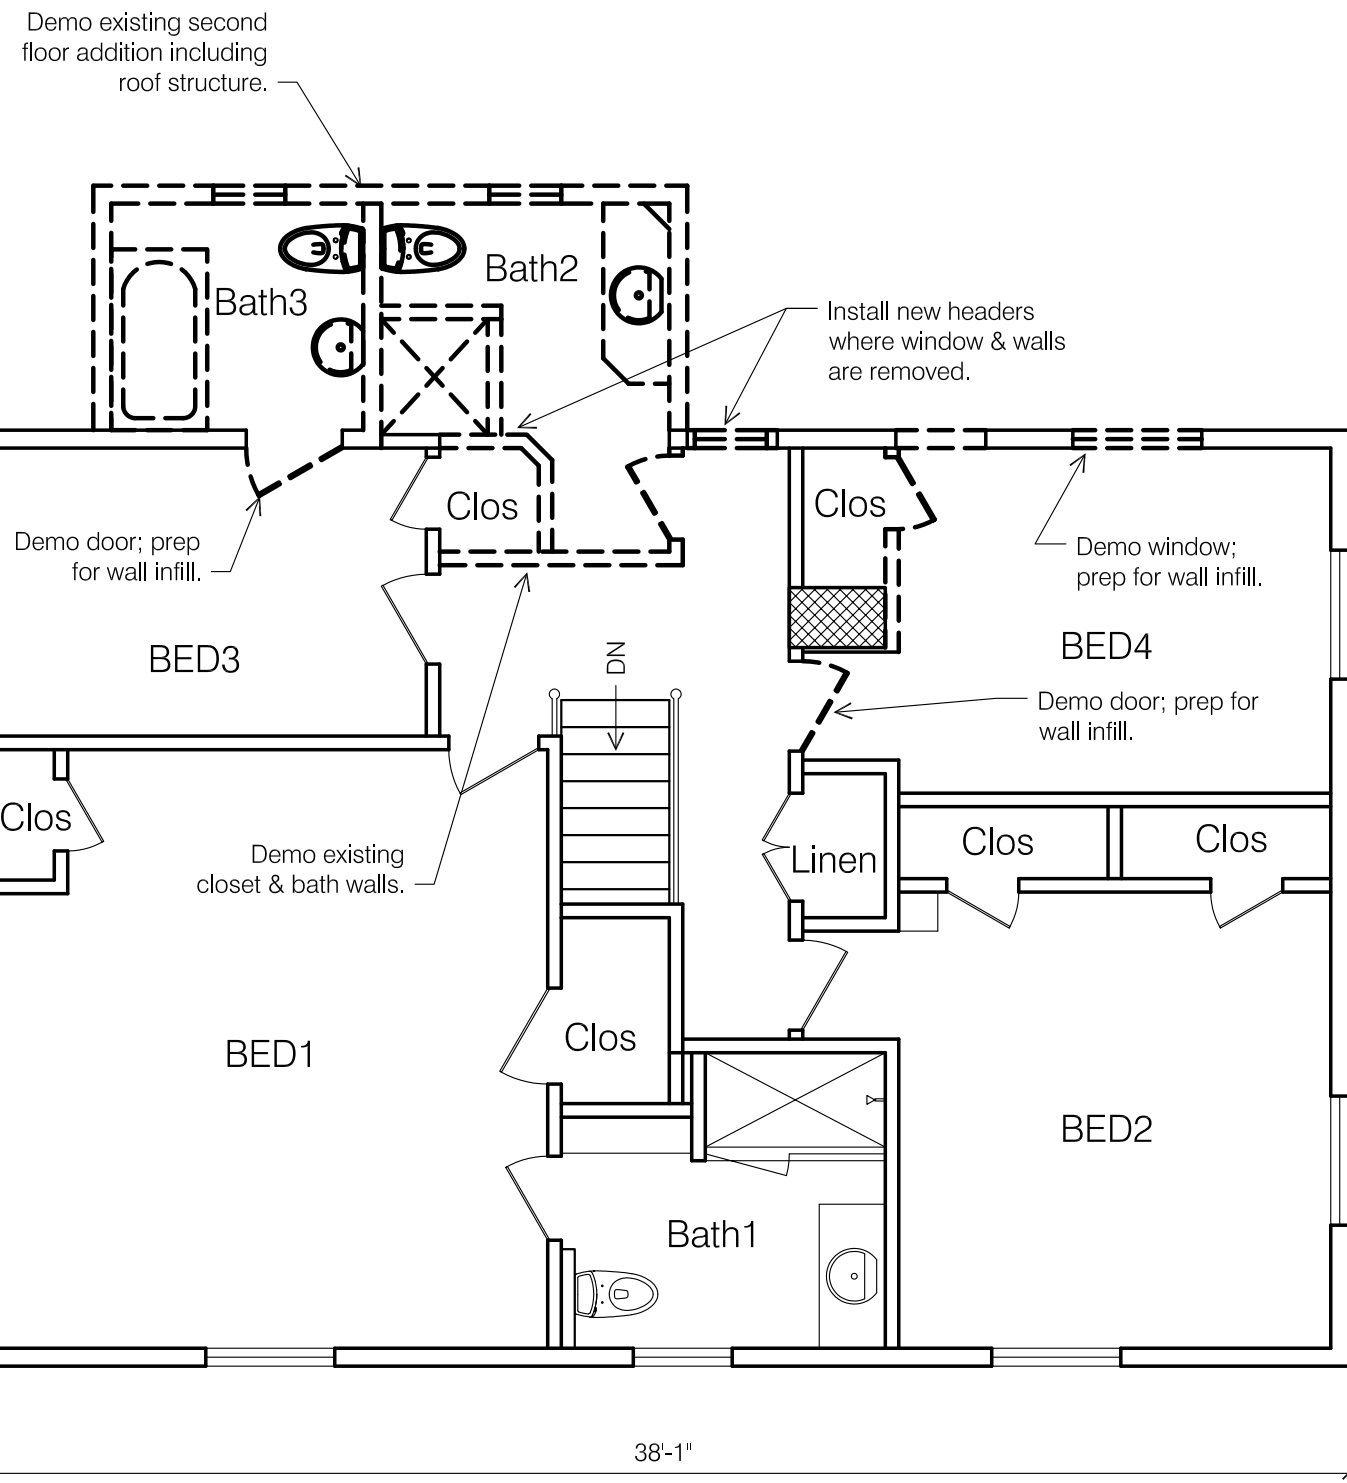 Demo existing second
floor addition including
roof structure.
Bath2
Bath3
Install new headers
where window & walls
are removed.
Clos
Clos
Demo door; prep
for wall infill.
Demo window;
prep for wall infill.
BED3
DN
BED4
Demo door; prep for
wall infill.
Clos
Demo existing
closet & bath walls.
Linen
Clos
Clos
BED1
Clos
BED2
Bath1
38'-1"